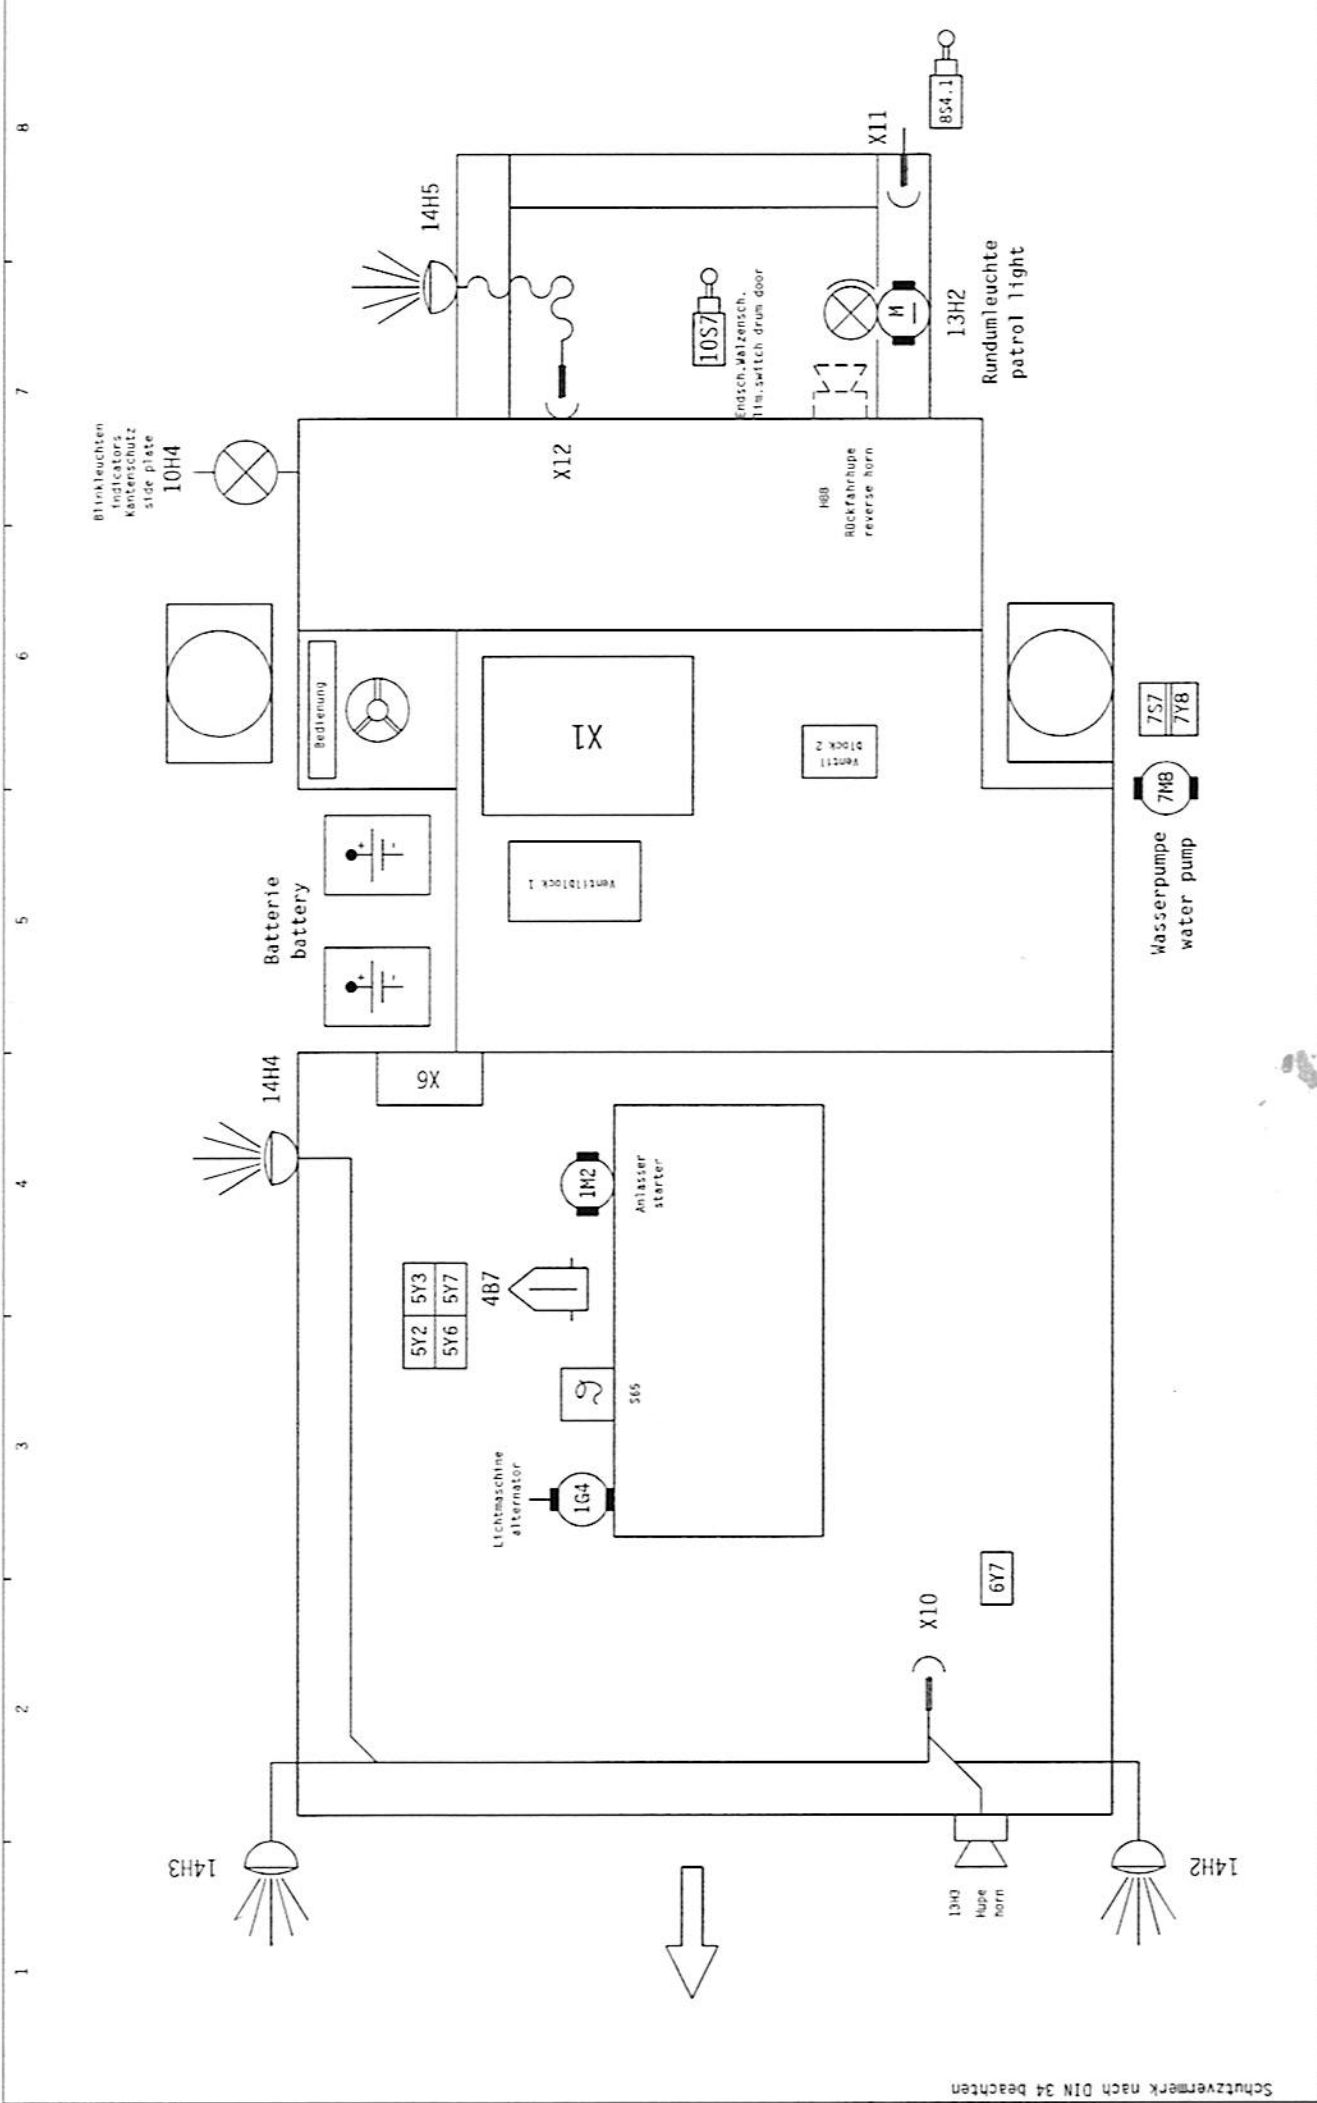 8
7
6
5
4
3
2
1
Blinkleuchten
indicators
Kantenschutz
side plate
10H4
14H5
X11
8S4.1
10S7
Endsch.Walzensch.
lim.switch drum door
M
13H2
Rundumleuchte
patrol light
X12
H88
Rückfahrhupe
reverse horn
Bedienung
X1
Ventil
block 2
7S7
7Y8
7M8
Wasserpumpe
water pump
Batterie
battery
+
-
+
-
Ventilblock 1
14H4
X6
1M2
Anlasser
starter
5Y3
5Y7
5Y2
5Y6
4B7
S65
Lichtmaschine
alternator
1G4
X10
6Y7
14H3
14H2
13H3
Hupe
horn
Schutzvermerk nach DIN 34 beachten